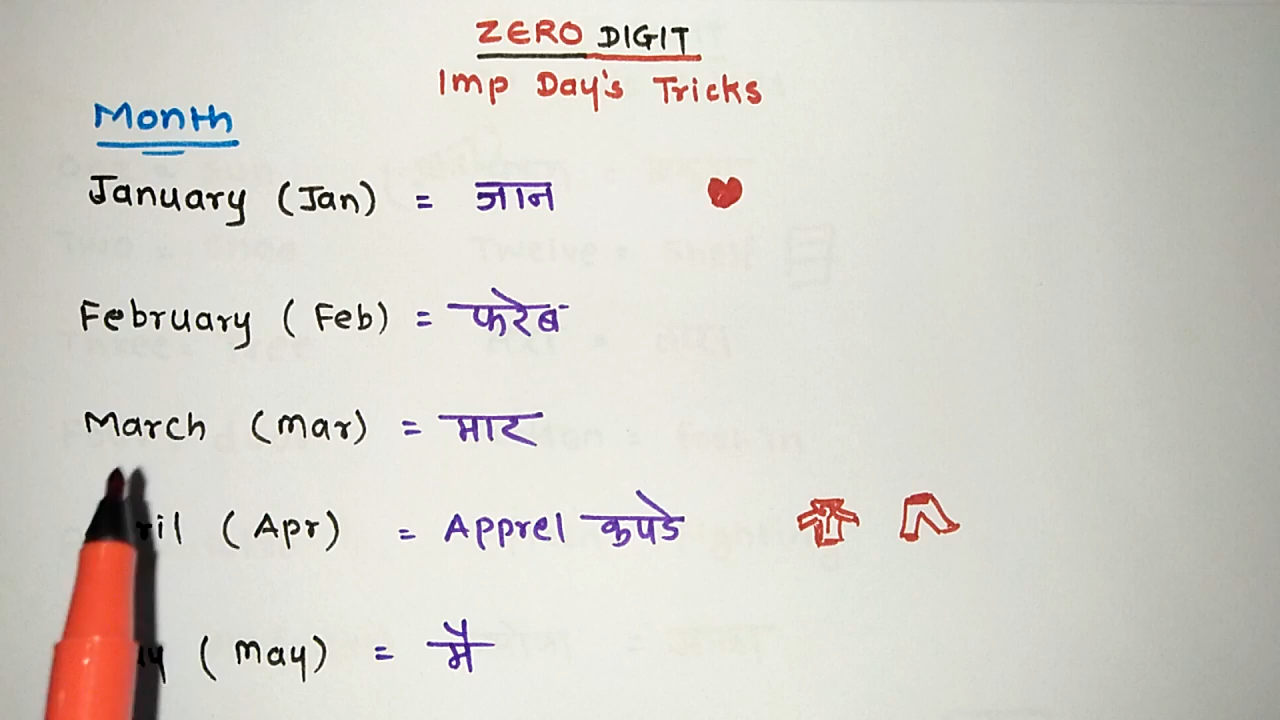 ZERO DIGIT
Imp Day's Tricks
Month
January (Jan) = जान
February (Feb) = फरेब
March (Mar) = मार
ril (Apr) = Apprel कपडे
(May) = मै